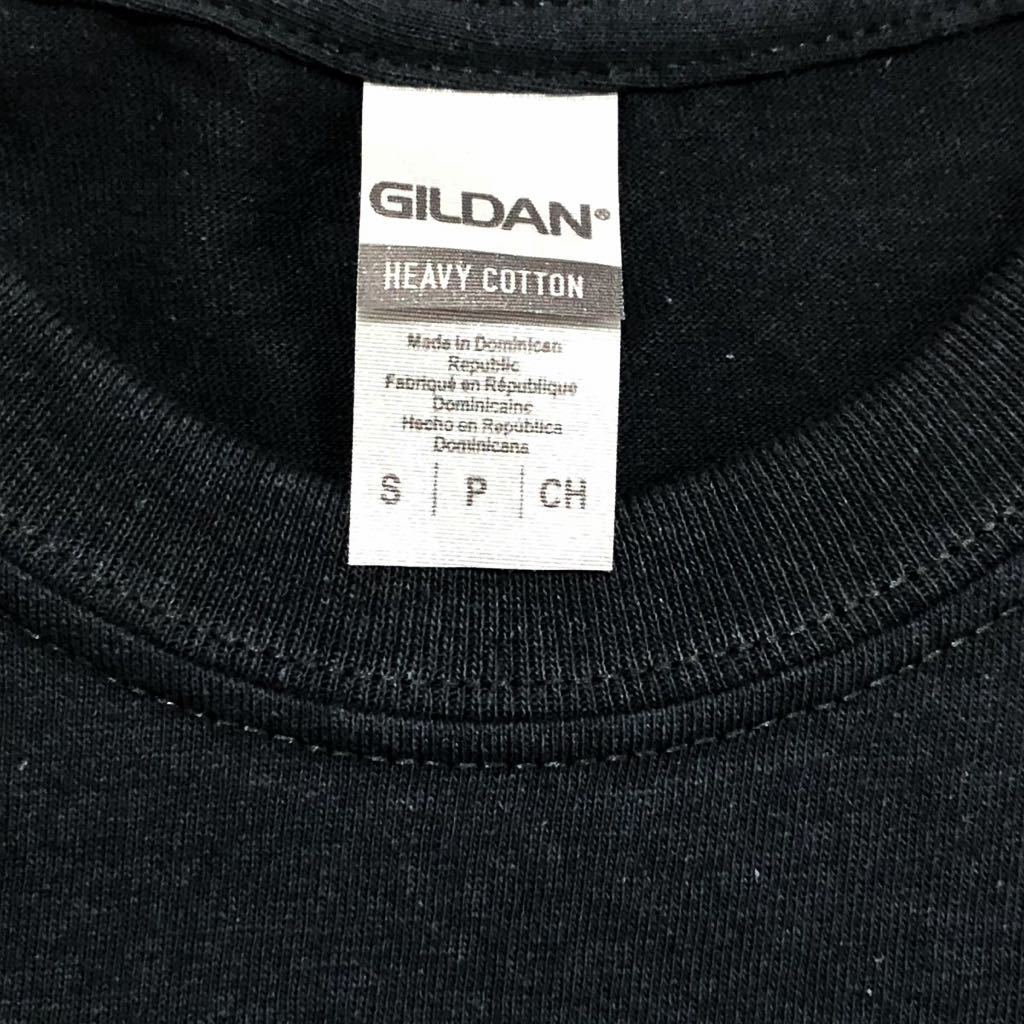 GILDAN®
HEAVY COTTON
Made in Dominican
Republic
Fabriqué en République
Dominicaine
Hecho en República
Dominicana
S | P | CH